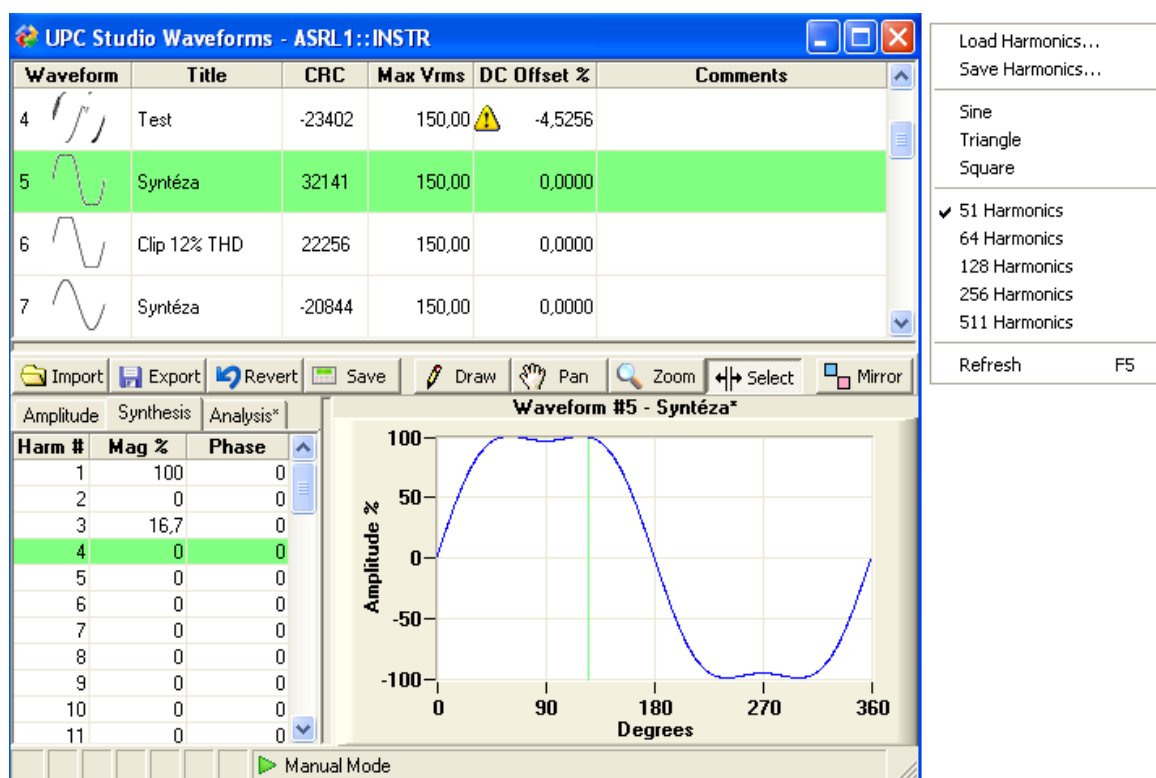 UPC Studio Waveforms - ASRL1::INSTR
Waveform Title CRC Max Vrms DC Offset % Comments
4 Test -23402 150,00 -4,5256
5 Syntéza 32141 150,00 0,0000
6 Clip 12% THD 22256 150,00 0,0000
7 Syntéza -20844 150,00 0,0000
Import Export Revert Save Draw Pan Zoom Select Mirror
Amplitude Synthesis Analysis*
Harm # Mag % Phase
1 100 0
2 0 0
3 16,7 0
4 0 0
5 0 0
6 0 0
7 0 0
8 0 0
9 0 0
10 0 0
11 0 0
Waveform #5 - Syntéza*
Amplitude %
100
50
0
-50
-100
0 90 180 270 360
Degrees
Manual Mode
Load Harmonics...
Save Harmonics...
Sine
Triangle
Square
51 Harmonics
64 Harmonics
128 Harmonics
256 Harmonics
511 Harmonics
Refresh F5